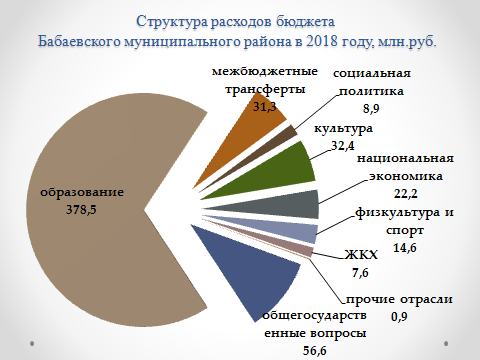 Структура расходов бюджета
Бабаевского муниципального района в 2018 году, млн.руб.
межбюджетные
трансферты
31,3
социальная
политика
8,9
культура
32,4
национальная
экономика
22,2
физкультура и
спорт
14,6
ЖКХ
7,6
прочие отрасли
0,9
общегосударств
енные вопросы
56,6
образование
378,5